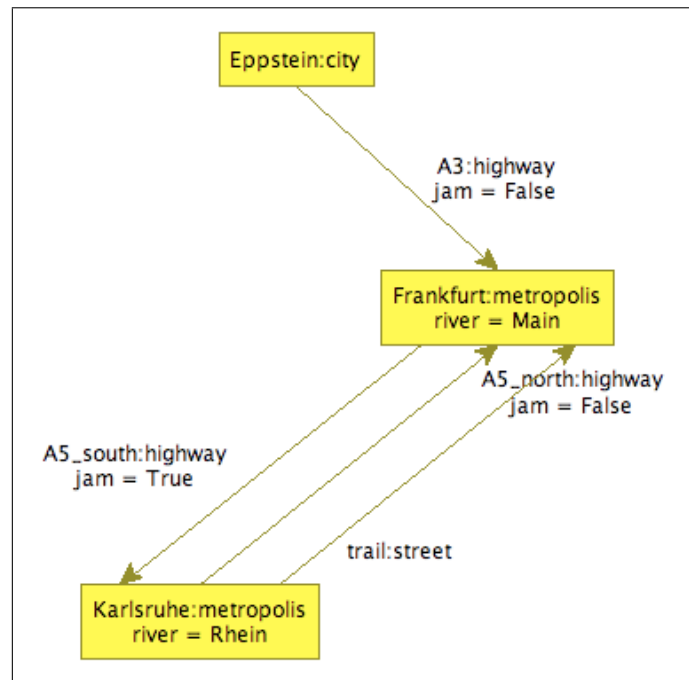 Eppstein:city
A3:highway
jam = False
Frankfurt:metropolis
river = Main
A5_north:highway
jam = False
A5_south:highway
jam = True
trail:street
Karlsruhe:metropolis
river = Rhein